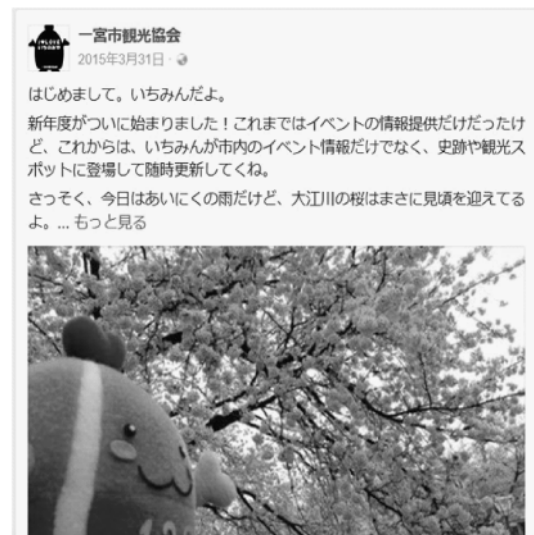 一宮市観光協会
2015年3月31日
はじめまして。いちみんだよ。
新年度がついに始まりました！これまではイベントの情報提供だけだったけ
ど、これからは、いちみんが市内のイベント情報だけでなく、史跡や観光ス
ポットに登場して随時更新してくね。
さっそく、今日はあいにくの雨だけど、大江川の桜はまさに見頃を迎えてる
よ。... もっと見る